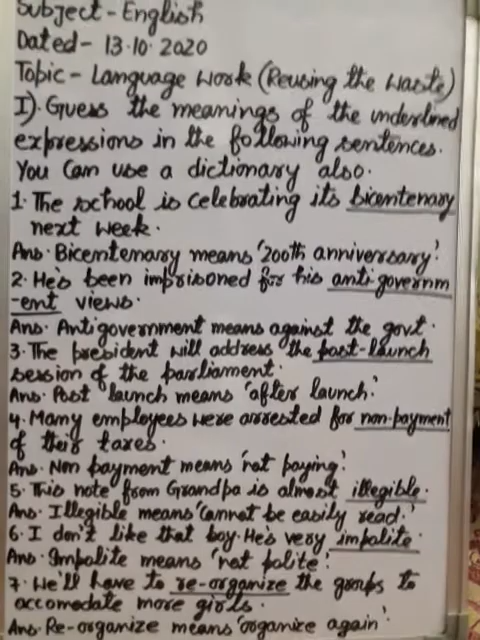 Subject - English
Dated - 13.10.2020
Topic - Language work (Reusing the waste)
I). Guess the meanings of the underlined
expressions in the following sentences.
You Can use a dictionary also.
1. The school is celebrating its bicentenary
next week.
Ans. Bicentenary means '200th anniversary'.
2. He's been imprisoned for his anti governm
-ent views.
Ans. Antigovernment means against the govt.
3. The president will address the post-launch
session of the parliament.
Ans. Post launch means 'after launch.'
4. Many employees were arrested for non-payment
of their taxes.
Ans. Non payment means 'not paying'.
5. This note from Grandpa is almost illegible.
Ans. Illegible means 'cannot be easily read.'
6. I don't like that boy. He's very impolite.
Ans. Impolite means 'not polite'.
7. We'll have to re-organize the groups to
accomodate more girls.
Ans. Re-organize means 'organize again'